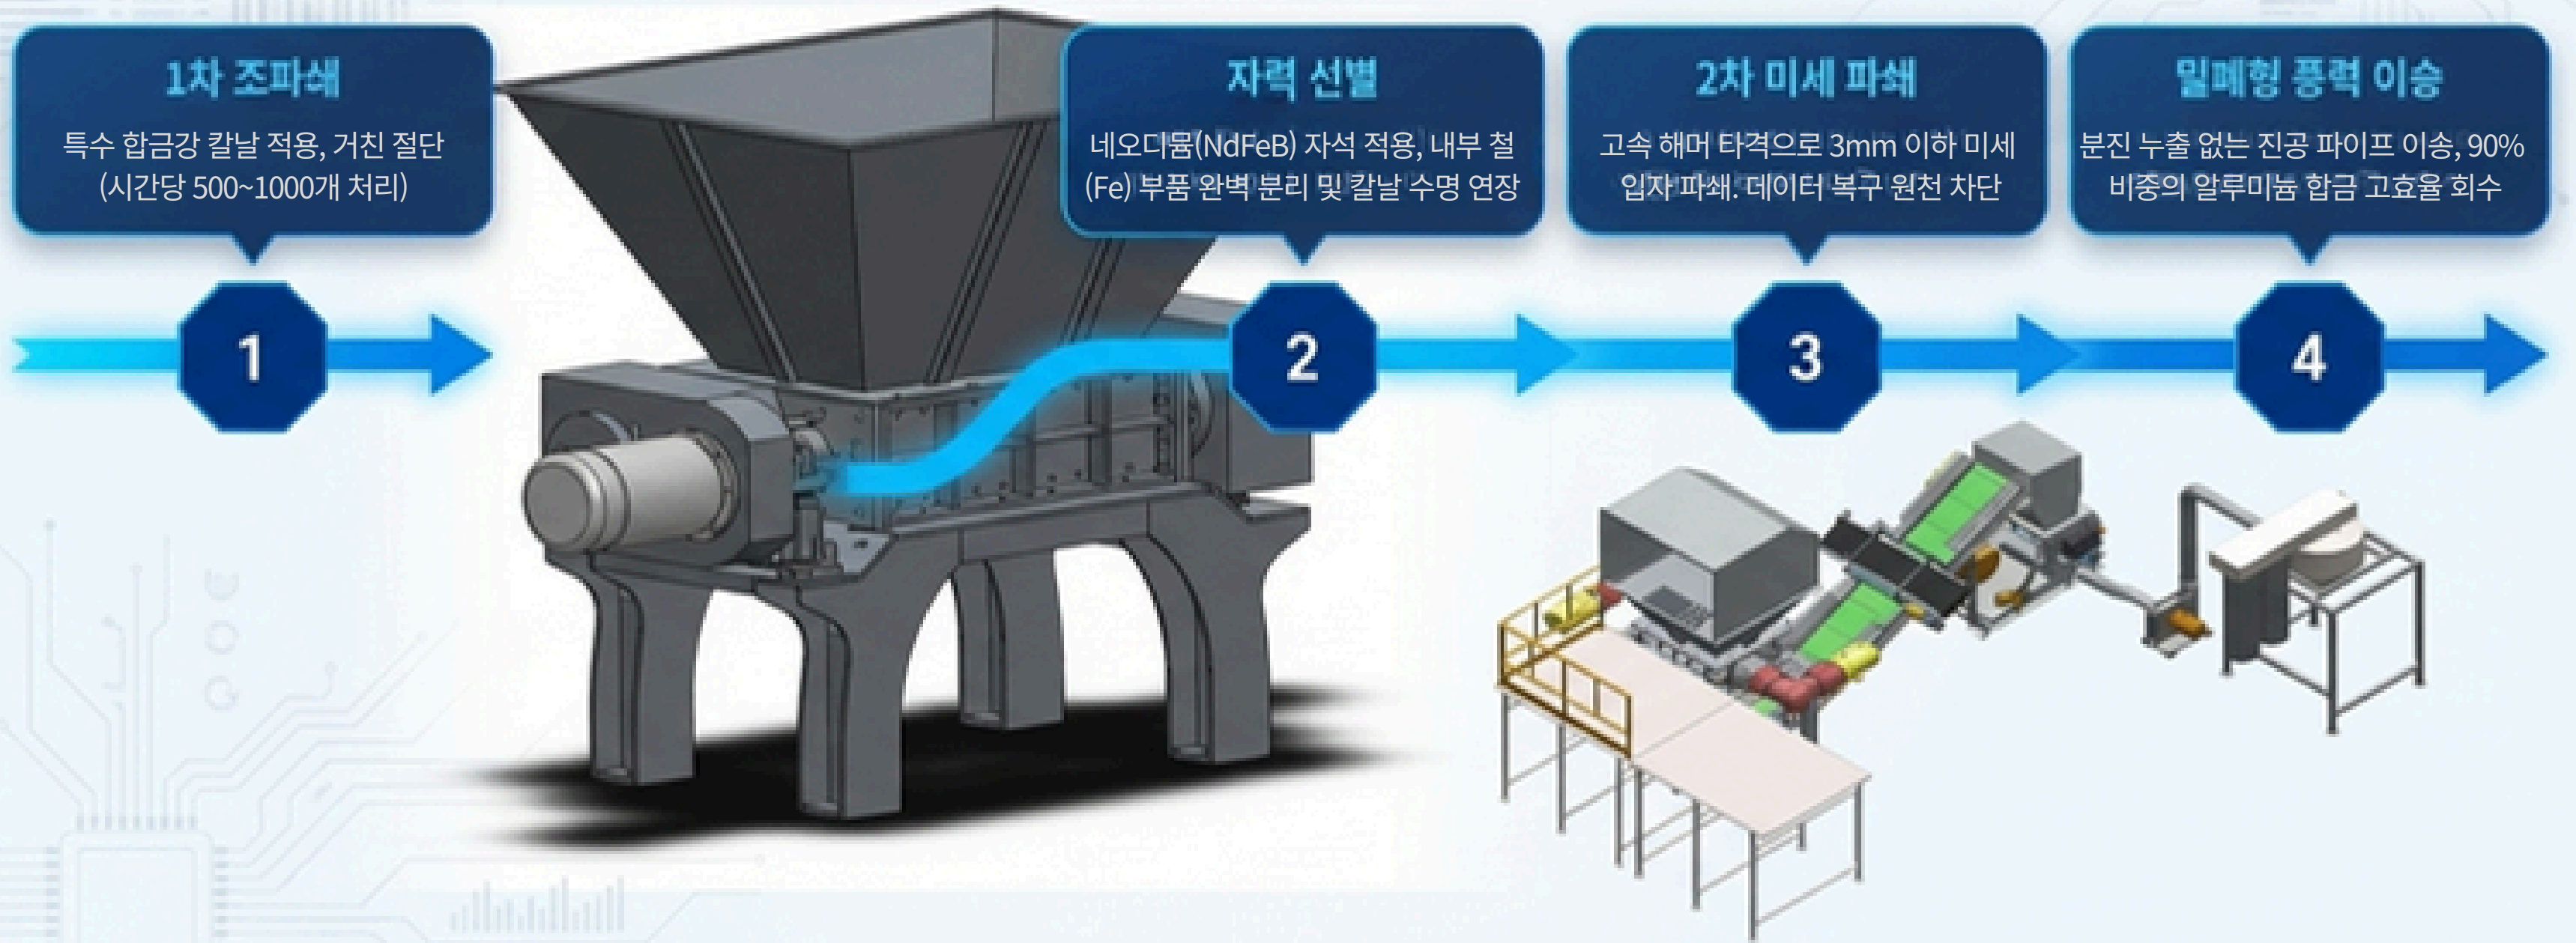 1차 조파쇄
특수 합금강 칼날 적용, 거친 절단
(시간당 500~1000개 처리)
1
자력 선별
네오디뮴(NdFeB) 자석 적용, 내부 철
(Fe) 부품 완벽 분리 및 칼날 수명 연장
2
2차 미세 파쇄
고속 해머 타격으로 3mm 이하 미세
입자 파쇄. 데이터 복구 원천 차단
3
밀폐형 풍력 이송
분진 누출 없는 진공 파이프 이송, 90%
비중의 알루미늄 합금 고효율 회수
4